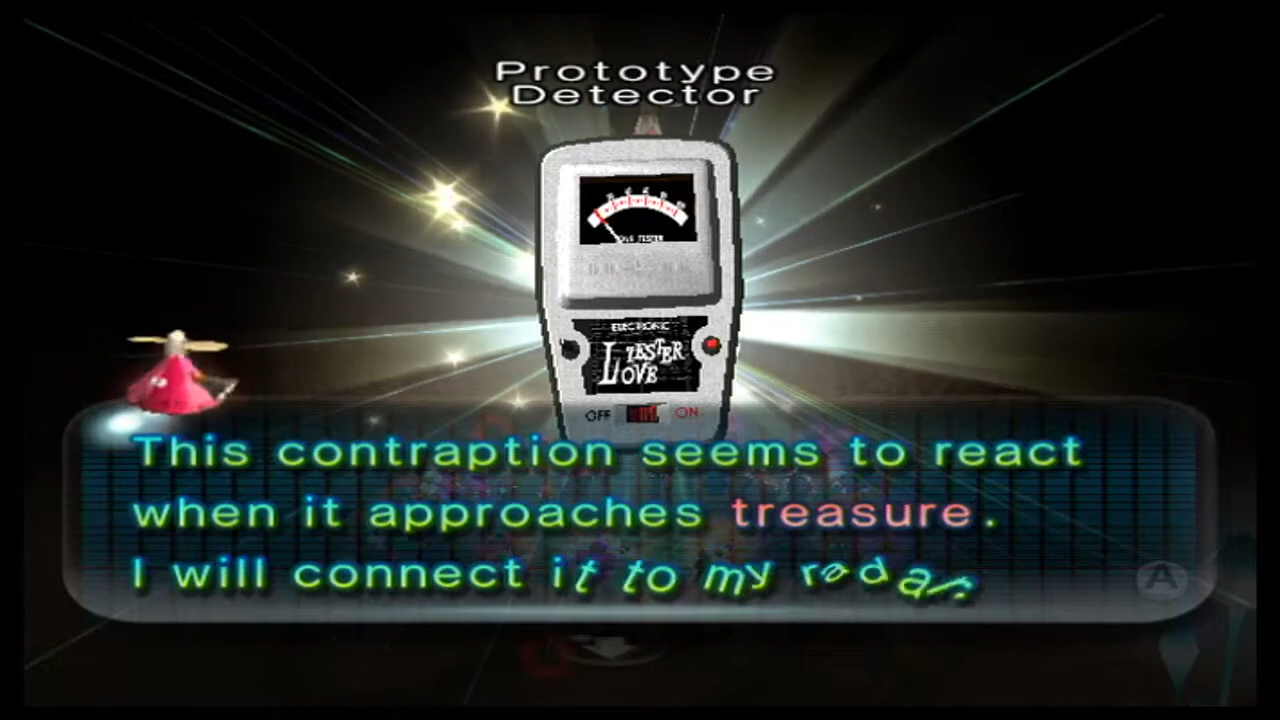 Prototype
Detector
ELECTRONIC
LOVE TESTER
OFF ON
This contraption seems to react
when it approaches treasure.
I will connect it to my radar.
A